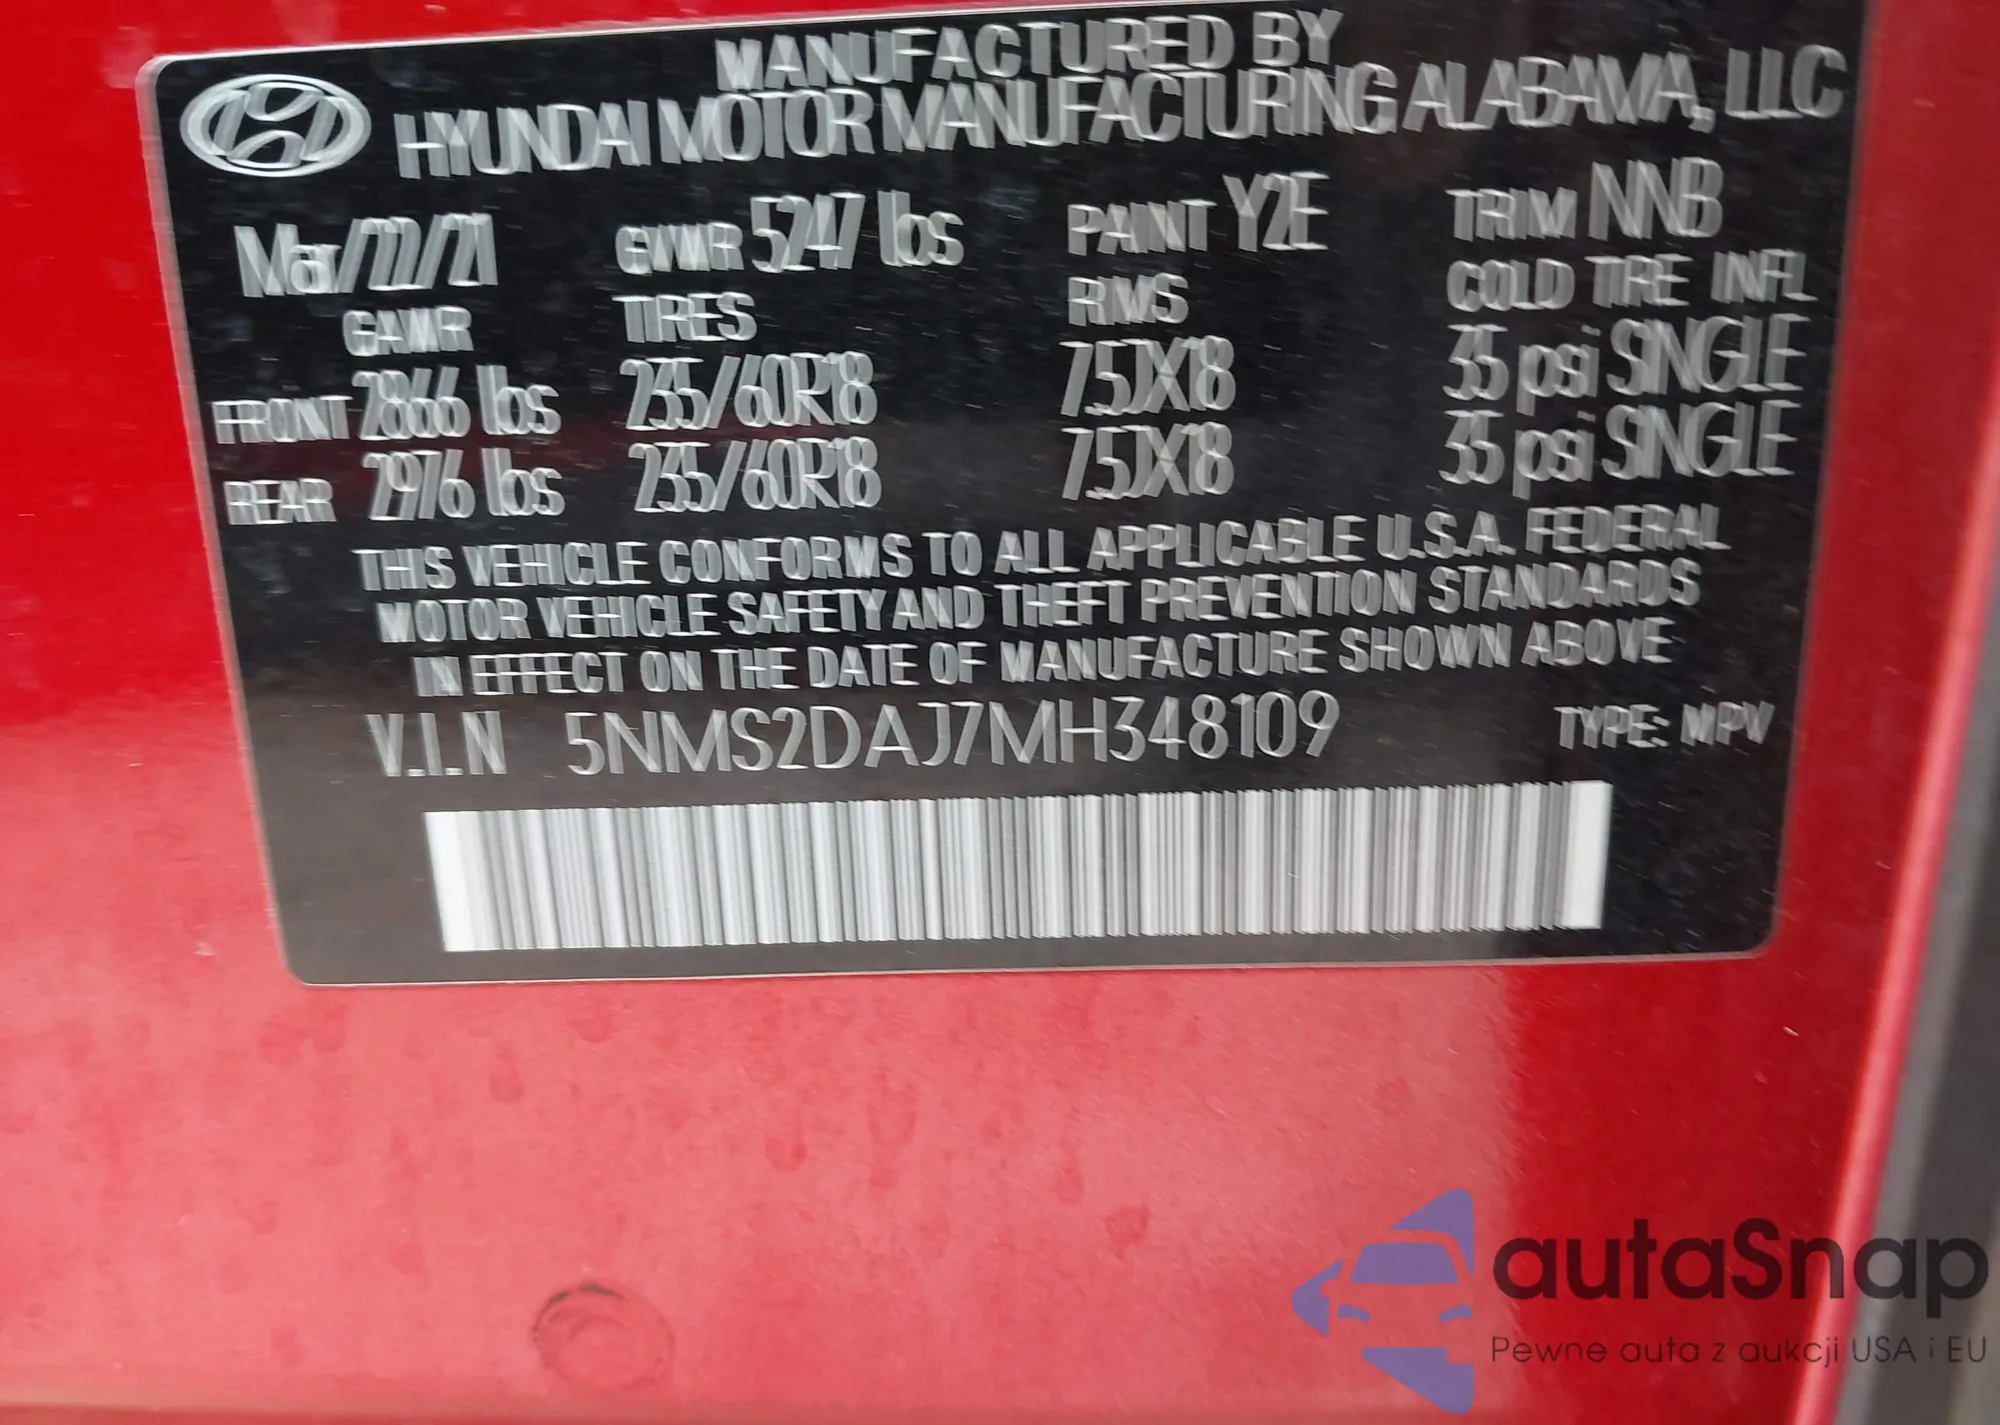 MANUFACTURED BY
HYUNDAI MOTOR MANUFACTURING ALABAMA, LLC
Mar/22/21 GVWR 5247 lbs PAINT Y2E TRIM NNB
GAWR TIRES RIMS COLD TIRE INFL
FRONT 2866 lbs 235/60R18 7.5JX18 35 psi SINGLE
REAR 2976 lbs 235/60R18 7.5JX18 35 psi SINGLE
THIS VEHICLE CONFORMS TO ALL APPLICABLE U.S.A. FEDERAL
MOTOR VEHICLE SAFETY AND THEFT PREVENTION STANDARDS
IN EFFECT ON THE DATE OF MANUFACTURE SHOWN ABOVE
V.I.N 5NMS2DAJ7MH348109 TYPE: MPV
autaSnap
Pewne auta z aukcji USA i EU